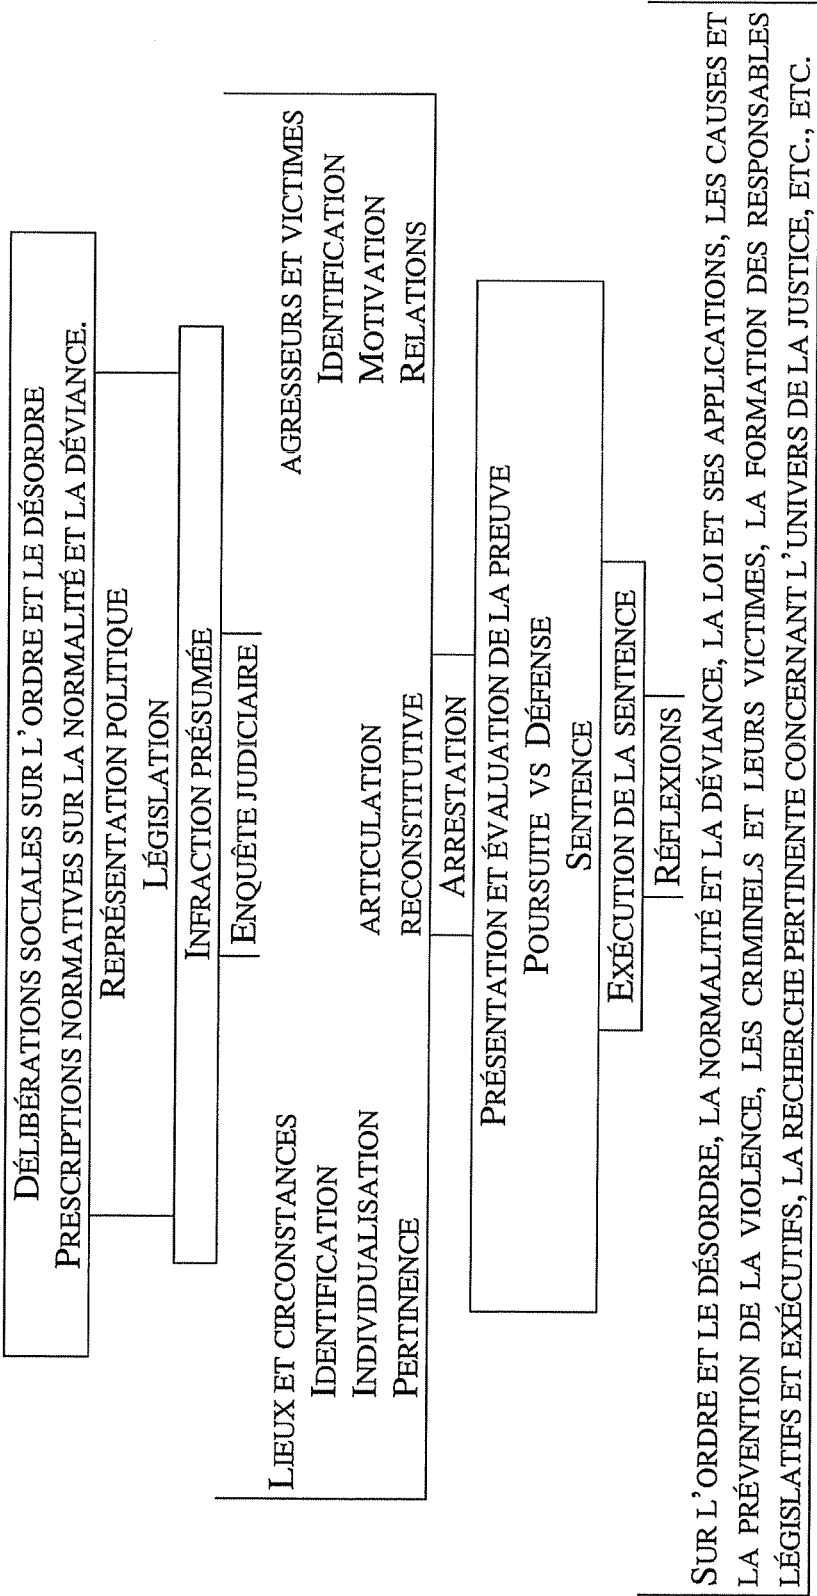 DÉLIBÉRATIONS SOCIALES SUR L'ORDRE ET LE DÉSORDRE
PRESCRIPTIONS NORMATIVES SUR LA NORMALITÉ ET LA DÉVIANCE.
REPRÉSENTATION POLITIQUE
LÉGISLATION
INFRACTION PRÉSUMÉE
ENQUÊTE JUDICIAIRE
LIEUX ET CIRCONSTANCES
IDENTIFICATION
INDIVIDUALISATION
PERTINENCE
ARTICULATION
RECONSTITUTIVE
AGRESSEURS ET VICTIMES
IDENTIFICATION
MOTIVATION
RELATIONS
ARRESTATION
PRÉSENTATION ET ÉVALUATION DE LA PREUVE
POURSUITE VS DÉFENSE
SENTENCE
EXÉCUTION DE LA SENTENCE
RÉFLEXIONS
SUR L'ORDRE ET LE DÉSORDRE, LA NORMALITÉ ET LA DÉVIANCE, LA LOI ET SES APPLICATIONS, LES CAUSES ET
LA PRÉVENTION DE LA VIOLENCE, LES CRIMINELS ET LEURS VICTIMES, LA FORMATION DES RESPONSABLES
LÉGISLATIFS ET EXÉCUTIFS, LA RECHERCHE PERTINENTE CONCERNANT L'UNIVERS DE LA JUSTICE, ETC., ETC.